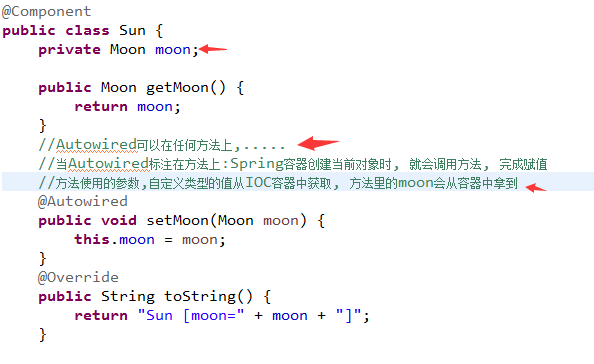 @Component
public class Sun {
private Moon moon;
public Moon getMoon() {
return moon;
}
//Autowired可以在任何方法上,.....
//当Autowired标注在方法上:Spring容器创建当前对象时, 就会调用方法, 完成赋值
//方法使用的参数,自定义类型的值从IOC容器中获取, 方法里的moon会从容器中拿到
@Autowired
public void setMoon(Moon moon) {
this.moon = moon;
}
@Override
public String toString() {
return "Sun [moon=" + moon + "]";
}